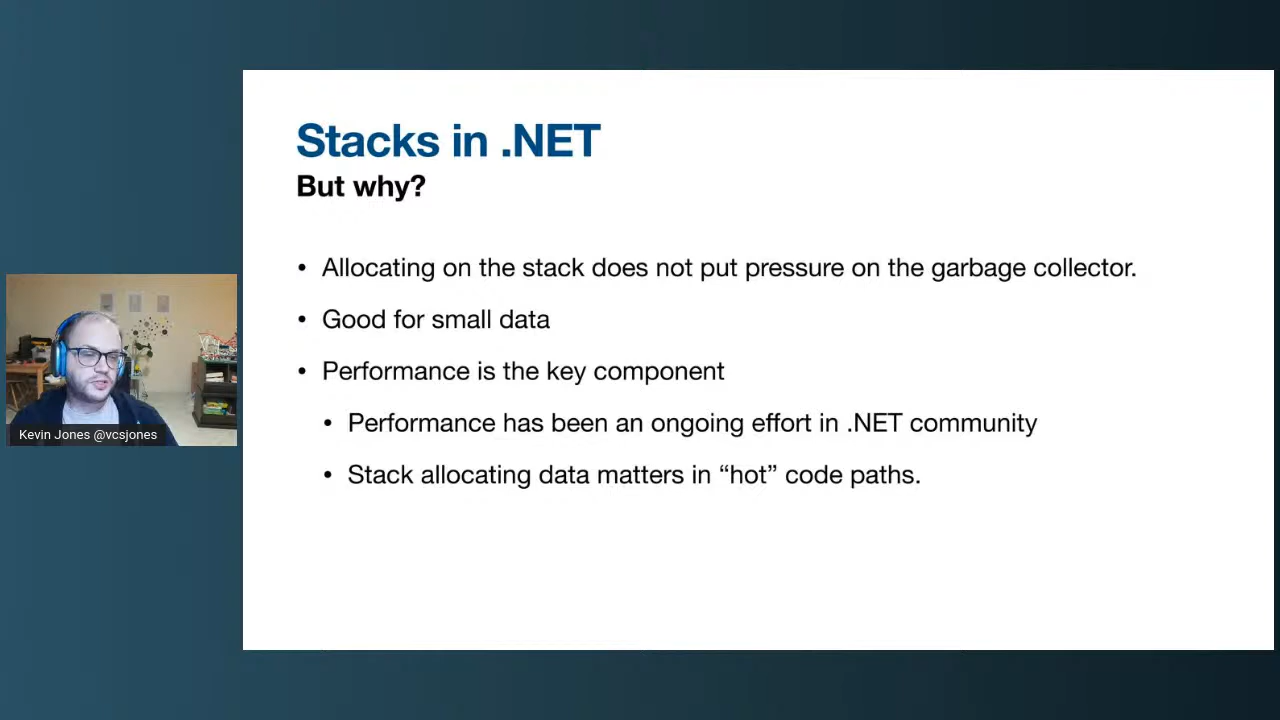 Stacks in .NET
But why?
• Allocating on the stack does not put pressure on the garbage collector.
• Good for small data
• Performance is the key component
• Performance has been an ongoing effort in .NET community
• Stack allocating data matters in “hot” code paths.
Kevin Jones @vcsjones